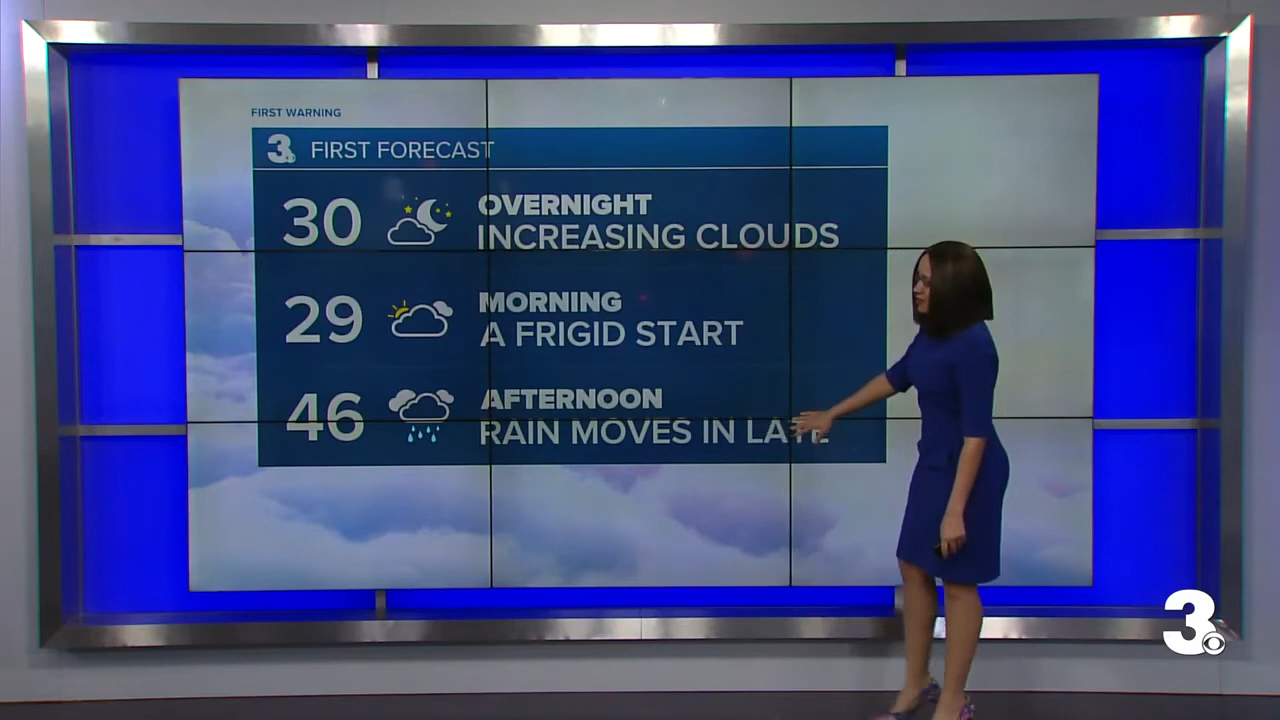 FIRST WARNING
3 FIRST FORECAST
30 OVERNIGHT
INCREASING CLOUDS
29 MORNING
A FRIGID START
46 AFTERNOON
RAIN MOVES IN LATE
3